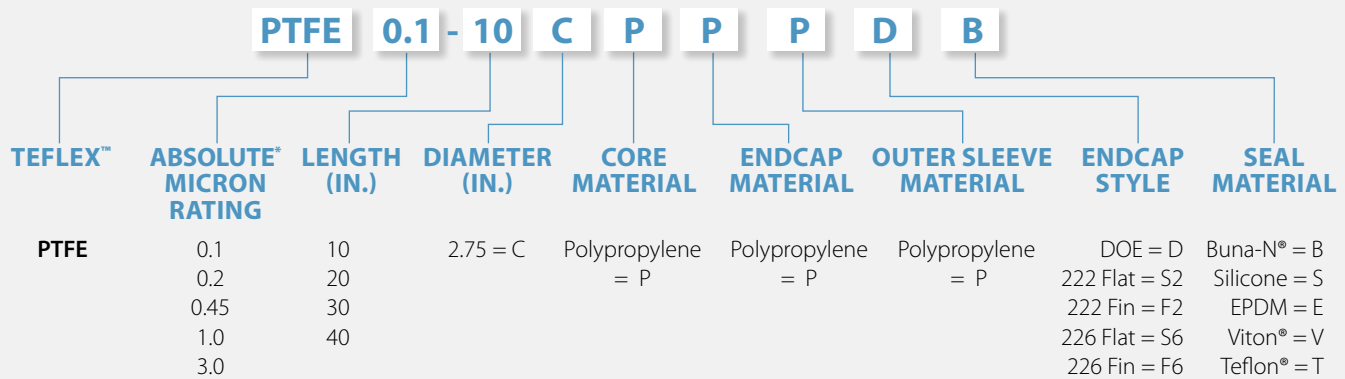 PTFE 0.1 - 10 C P P P D B
TEFLEX™ ABSOLUTE* LENGTH DIAMETER CORE ENDCAP OUTER SLEEVE ENDCAP SEAL
MICRON (IN.) (IN.) MATERIAL MATERIAL MATERIAL STYLE MATERIAL
RATING
PTFE 0.1 10 2.75 = C Polypropylene Polypropylene Polypropylene DOE = D Buna-N® = B
0.2 20 = P = P = P 222 Flat = S2 Silicone = S
0.45 30 222 Fin = F2 EPDM = E
1.0 40 226 Flat = S6 Viton® = V
3.0 226 Fin = F6 Teflon® = T